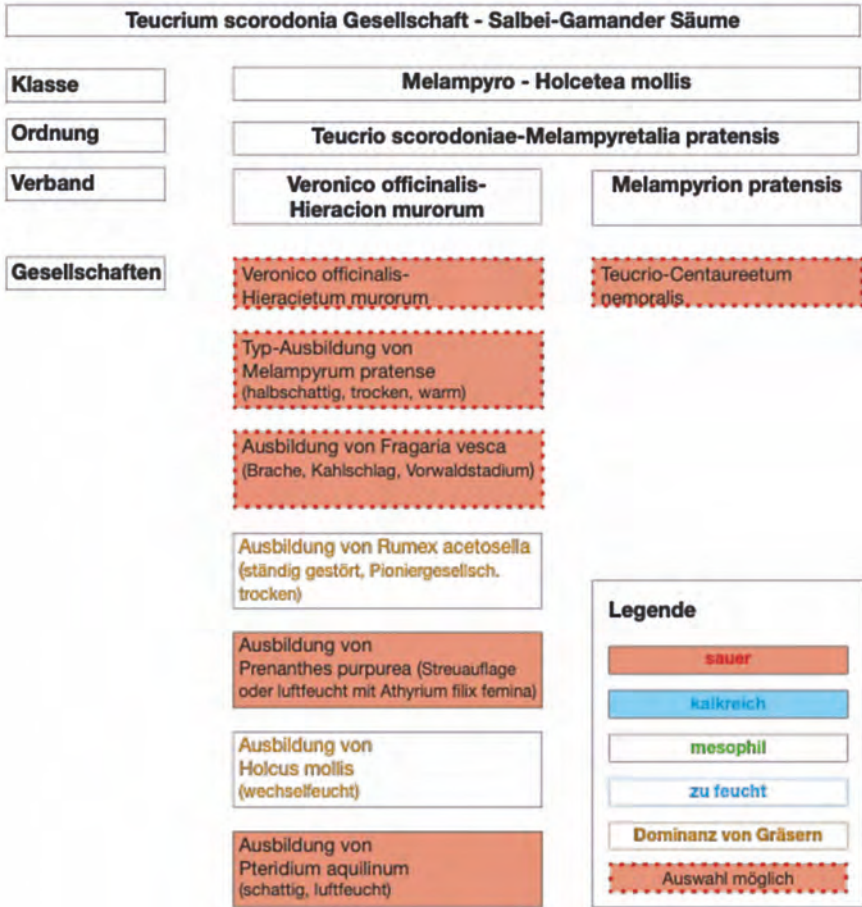 Teucrium scorodonia Gesellschaft - Salbei-Gamander Säume
Klasse
Melampyro - Holcetea mollis
Ordnung
Teucrio scorodoniae-Melampyretalia pratensis
Verband
Veronico officinalis-
Hieracion murorum
Melampyrion pratensis
Gesellschaften
Veronico officinalis-
Hieracietum murorum
Teucrio-Centaureetum
nemoralis
Typ-Ausbildung von
Melampyrum pratense
(halbschattig, trocken, warm)
Ausbildung von Fragaria vesca
(Brache, Kahlschlag, Vorwaldstadium)
Ausbildung von Rumex acetosella
(ständig gestört, Pioniergesellsch.
trocken)
Ausbildung von
Prenanthes purpurea (Streuauflage
oder luftfeucht mit Athyrium filix femina)
Ausbildung von
Holcus mollis
(wechselfeucht)
Ausbildung von
Pteridium aquilinum
(schattig, luftfeucht)
Legende
sauer
kalkreich
mesophil
zu feucht
Dominanz von Gräsern
Auswahl möglich